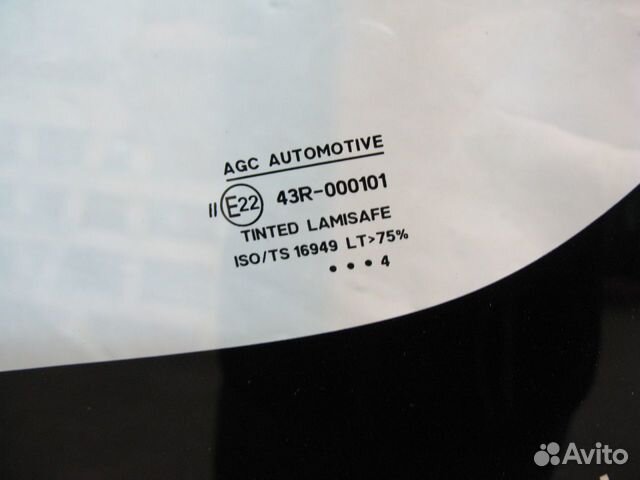 AGC AUTOMOTIVE
II E22 43R-000101
TINTED LAMISAFE
ISO/TS 16949 LT>75%
• • • 4
Avito